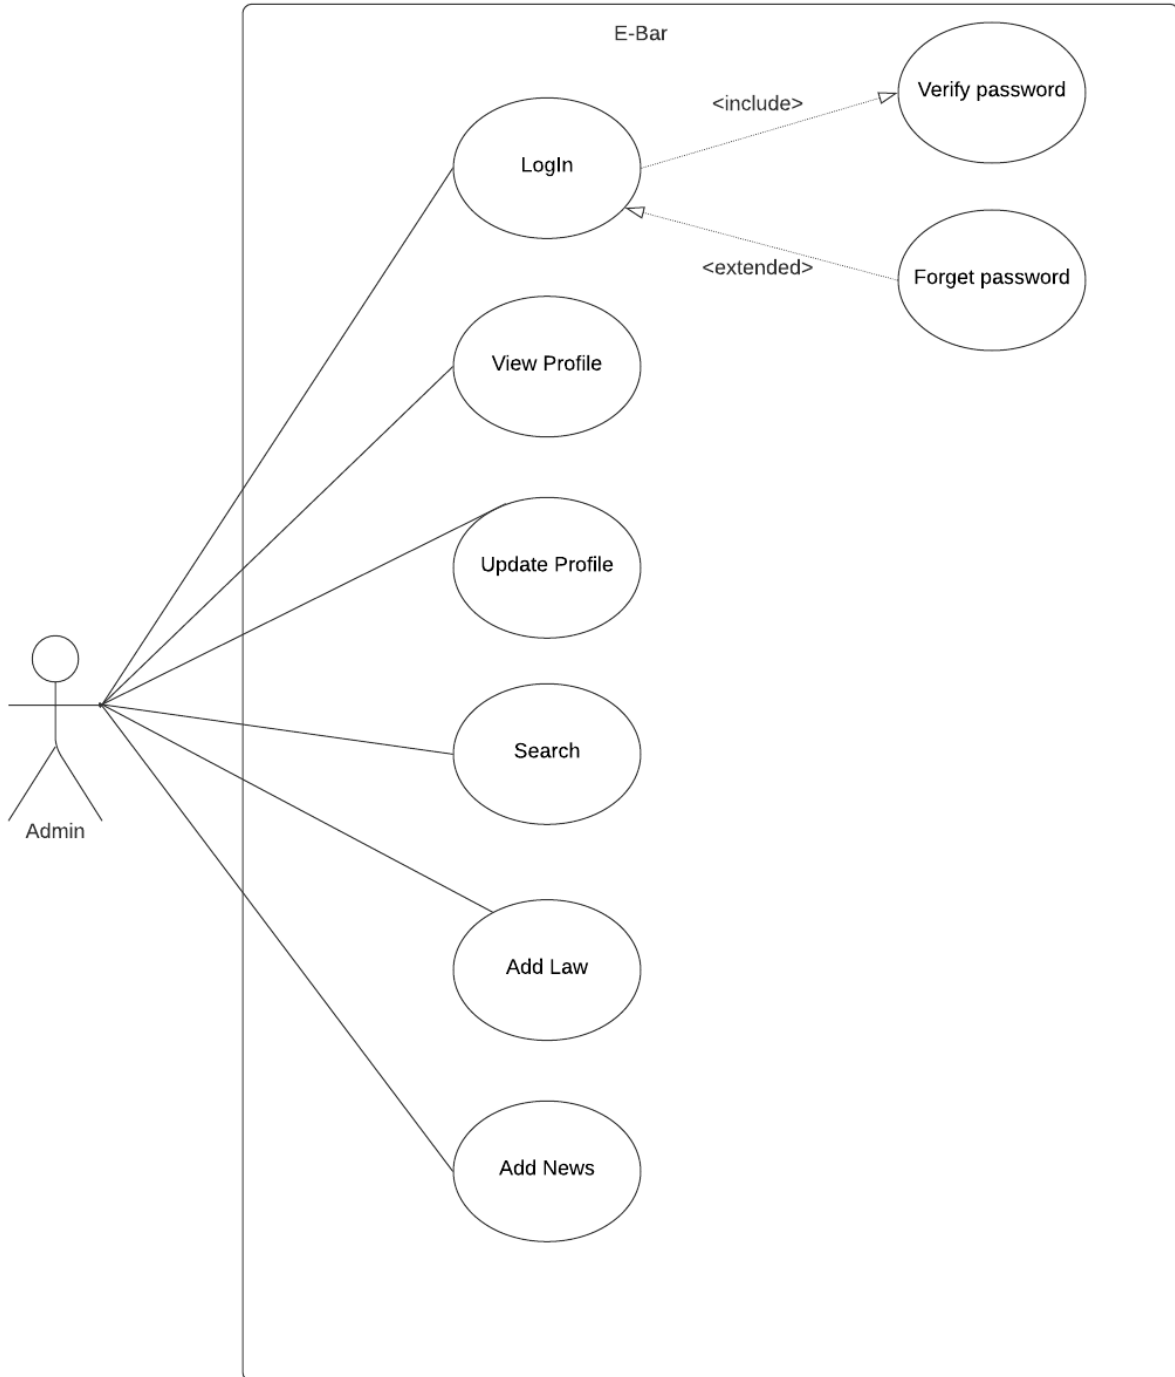 E-Bar
Verify password
<include>
LogIn
Forget password
<extended>
View Profile
Update Profile
Search
Admin
Add Law
Add News